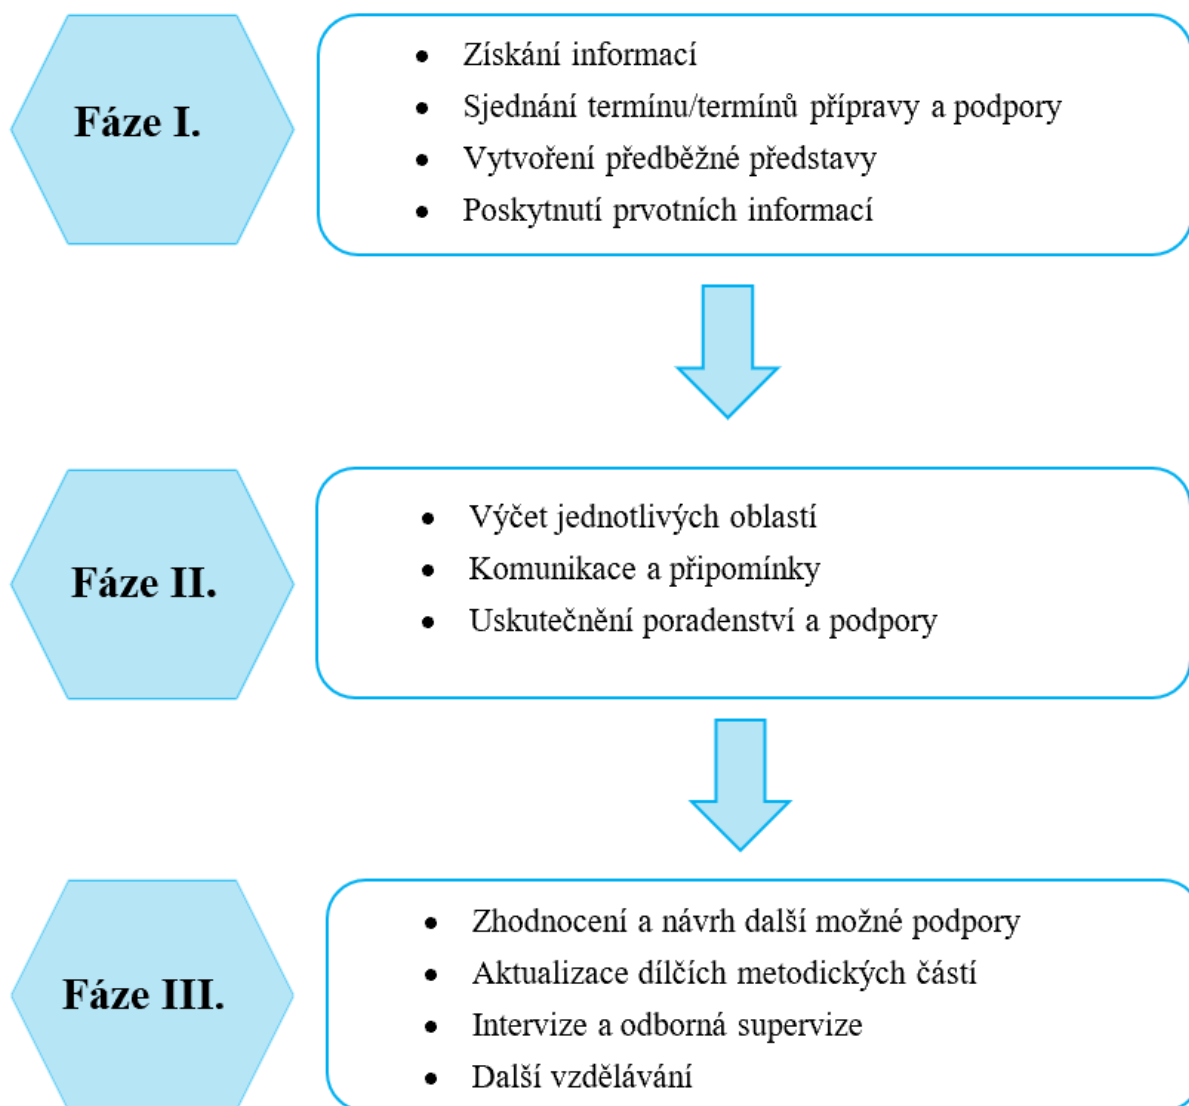 Fáze I.
• Získání informací
• Sjednání termínu/termínů přípravy a podpory
• Vytvoření předběžné představy
• Poskytnutí prvotních informací
Fáze II.
• Výčet jednotlivých oblastí
• Komunikace a připomínky
• Uskutečnění poradenství a podpory
Fáze III.
• Zhodnocení a návrh další možné podpory
• Aktualizace dílčích metodických částí
• Intervize a odborná supervize
• Další vzdělávání